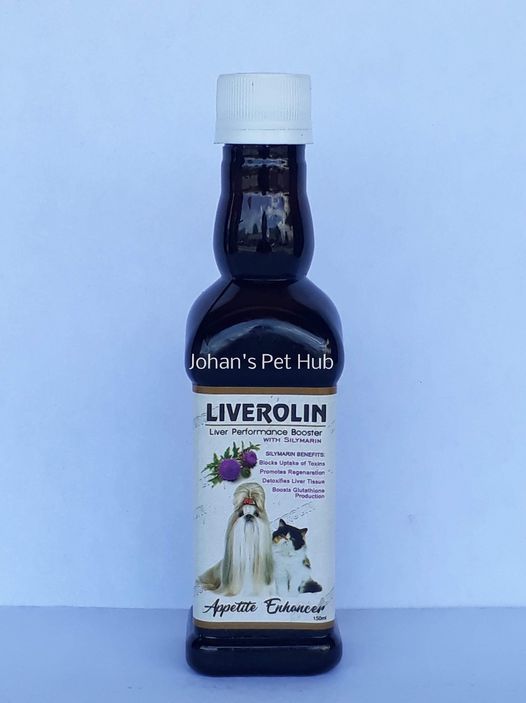 Johan's Pet Hub
LIVEROLIN
Liver Performance Booster
WITH SILYMARIN
SILYMARIN BENEFITS:
Blocks Uptake of Toxins
Promotes Regenaration
Detoxifies Liver Tissue
Boosts Glutathione
Production
Appetite Enhancer
150ml